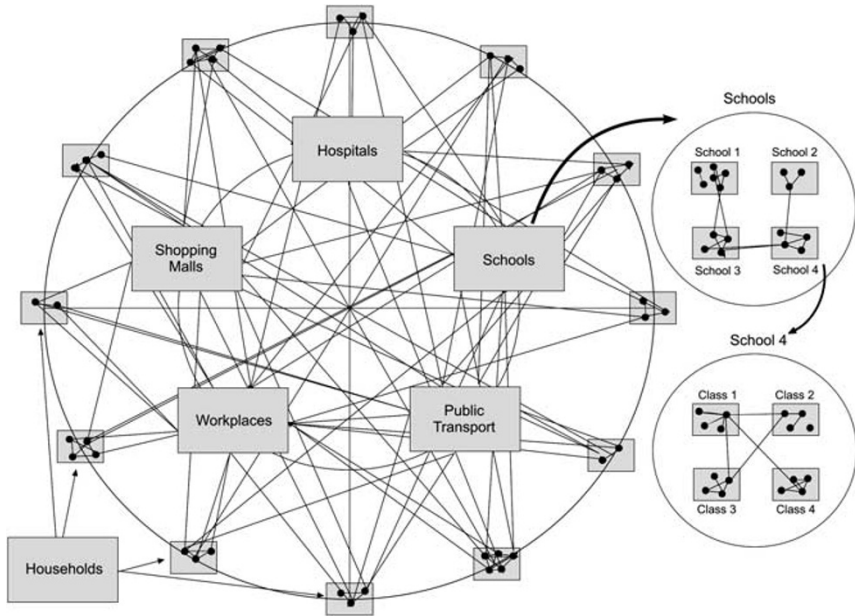 Hospitals
Shopping
Malls
Schools
Workplaces
Public
Transport
Households
Schools
School 1
School 2
School 3
School 4
School 4
Class 1
Class 2
Class 3
Class 4